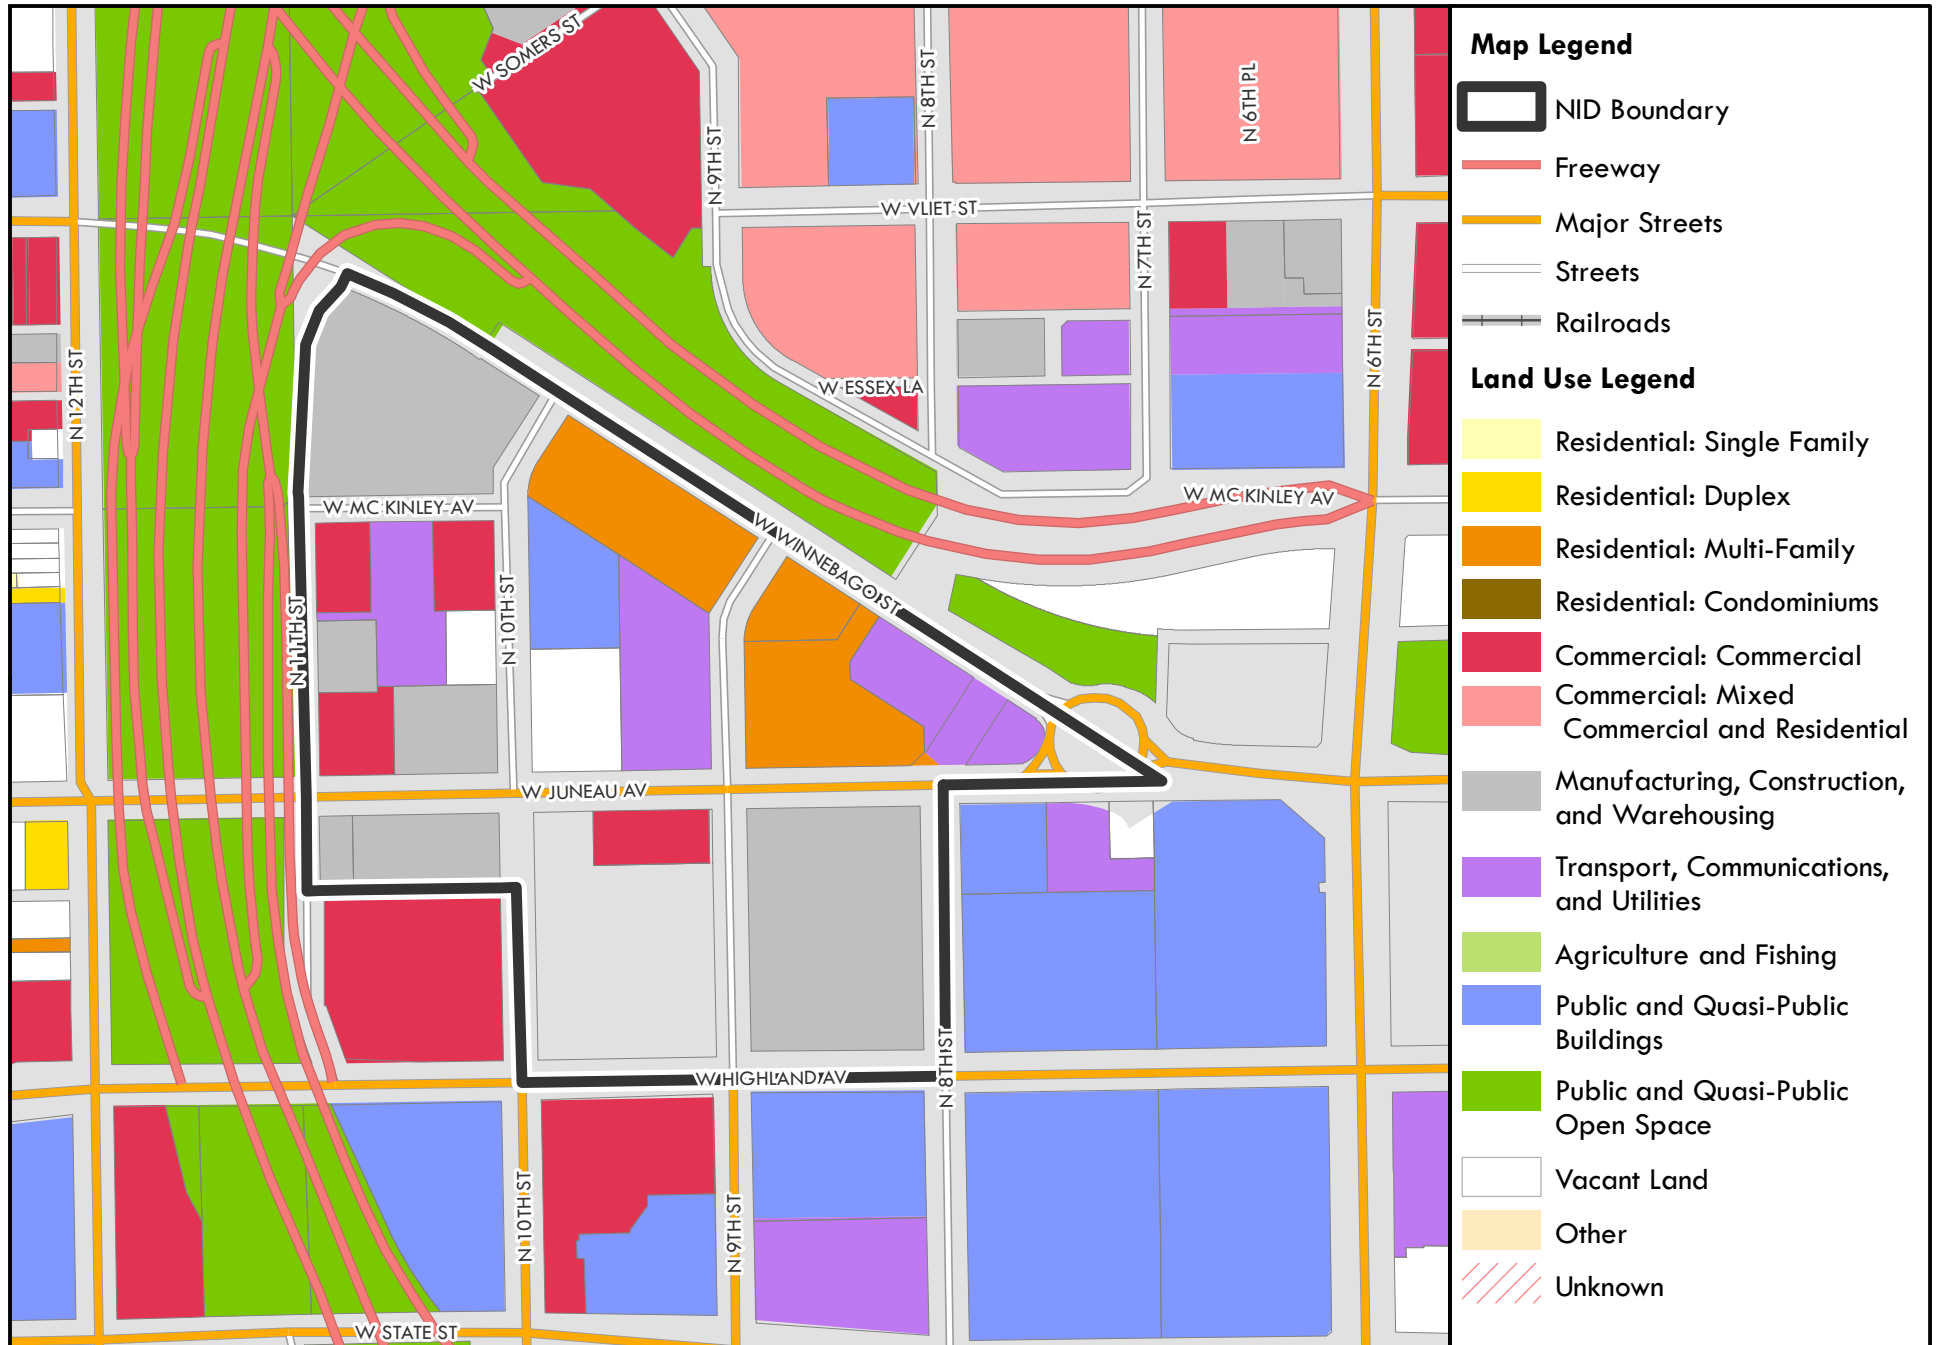 W SOMERS ST
N 8TH ST
N 6TH PL
N 9TH ST
W VLIET ST
N 7TH ST
N 12TH ST
N 6TH ST
W ESSEX LA
W MC KINLEY AV
W MC KINLEY AV
W WINNEBAGO ST
IS
N 11TH ST
N 10TH ST
W JUNEAU AV
W HIGHLAND AV
N 8TH ST
N 10TH ST
N 9TH ST
W STATE ST
Map Legend
NID Boundary
Freeway
Major Streets
Streets
Railroads
Land Use Legend
Residential: Single Family
Residential: Duplex
Residential: Multi-Family
Residential: Condominiums
Commercial: Commercial
Commercial: Mixed
Commercial and Residential
Manufacturing, Construction,
and Warehousing
Transport, Communications,
and Utilities
Agriculture and Fishing
Public and Quasi-Public
Buildings
Public and Quasi-Public
Open Space
Vacant Land
Other
Unknown